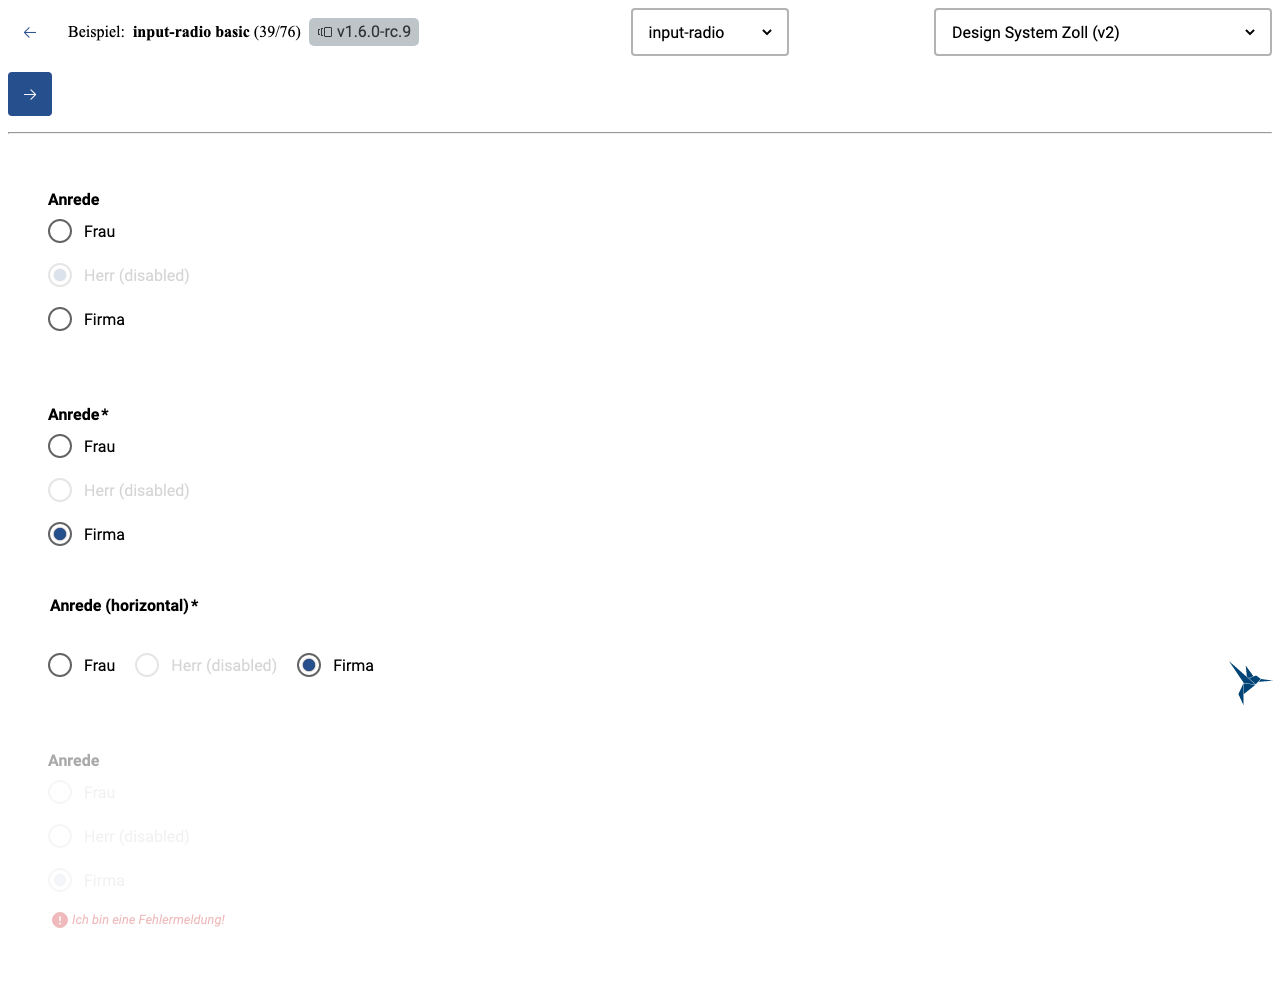 Beispiel: input-radio basic (39/76) v1.6.0-rc.9 input-radio Design System Zoll (v2)
Anrede
Frau
Herr (disabled)
Firma
Anrede*
Frau
Herr (disabled)
Firma
Anrede (horizontal)*
Frau Herr (disabled) Firma
Anrede
Frau
Herr (disabled)
Firma
Ich bin eine Fehlermeldung!